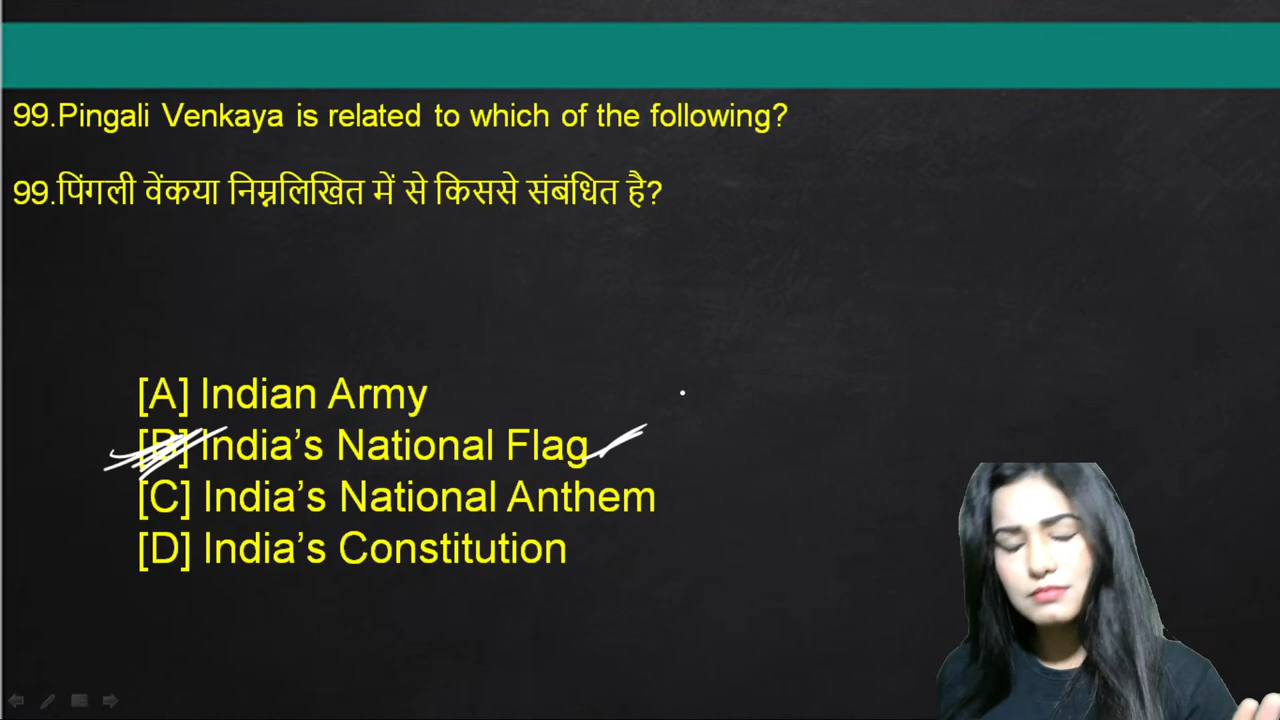 99.Pingali Venkaya is related to which of the following?
99.पिंगली वेंकया निम्नलिखित में से किससे संबंधित है?
[A] Indian Army
[B] India’s National Flag
[C] India’s National Anthem
[D] India’s Constitution